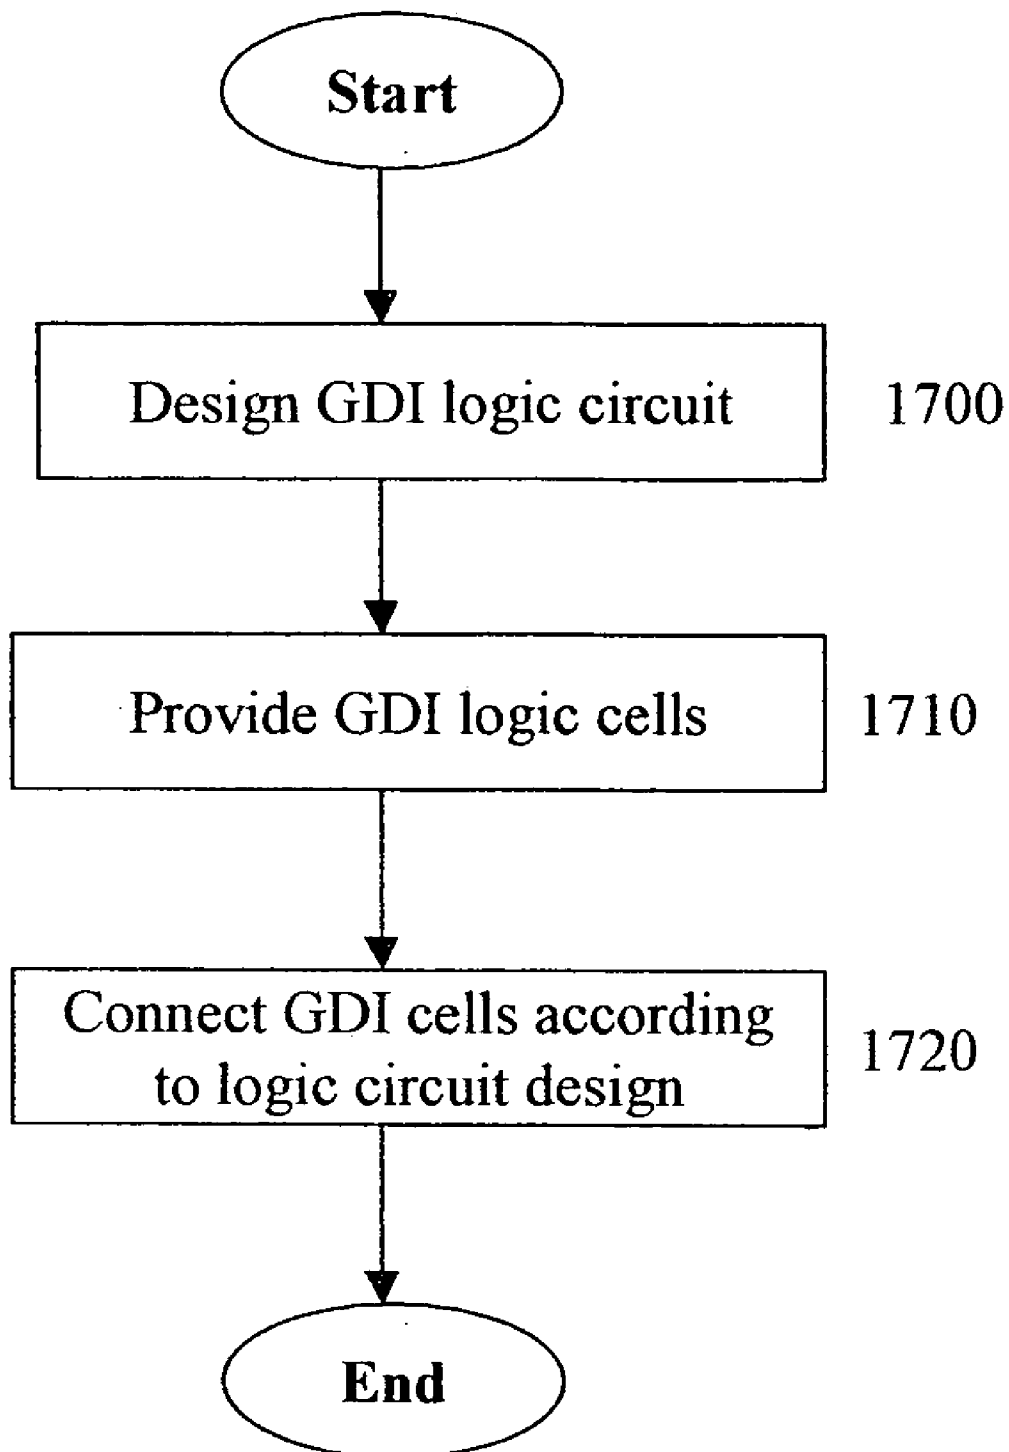 Start
Design GDI logic circuit
1700
Provide GDI logic cells
1710
Connect GDI cells according
to logic circuit design
1720
End